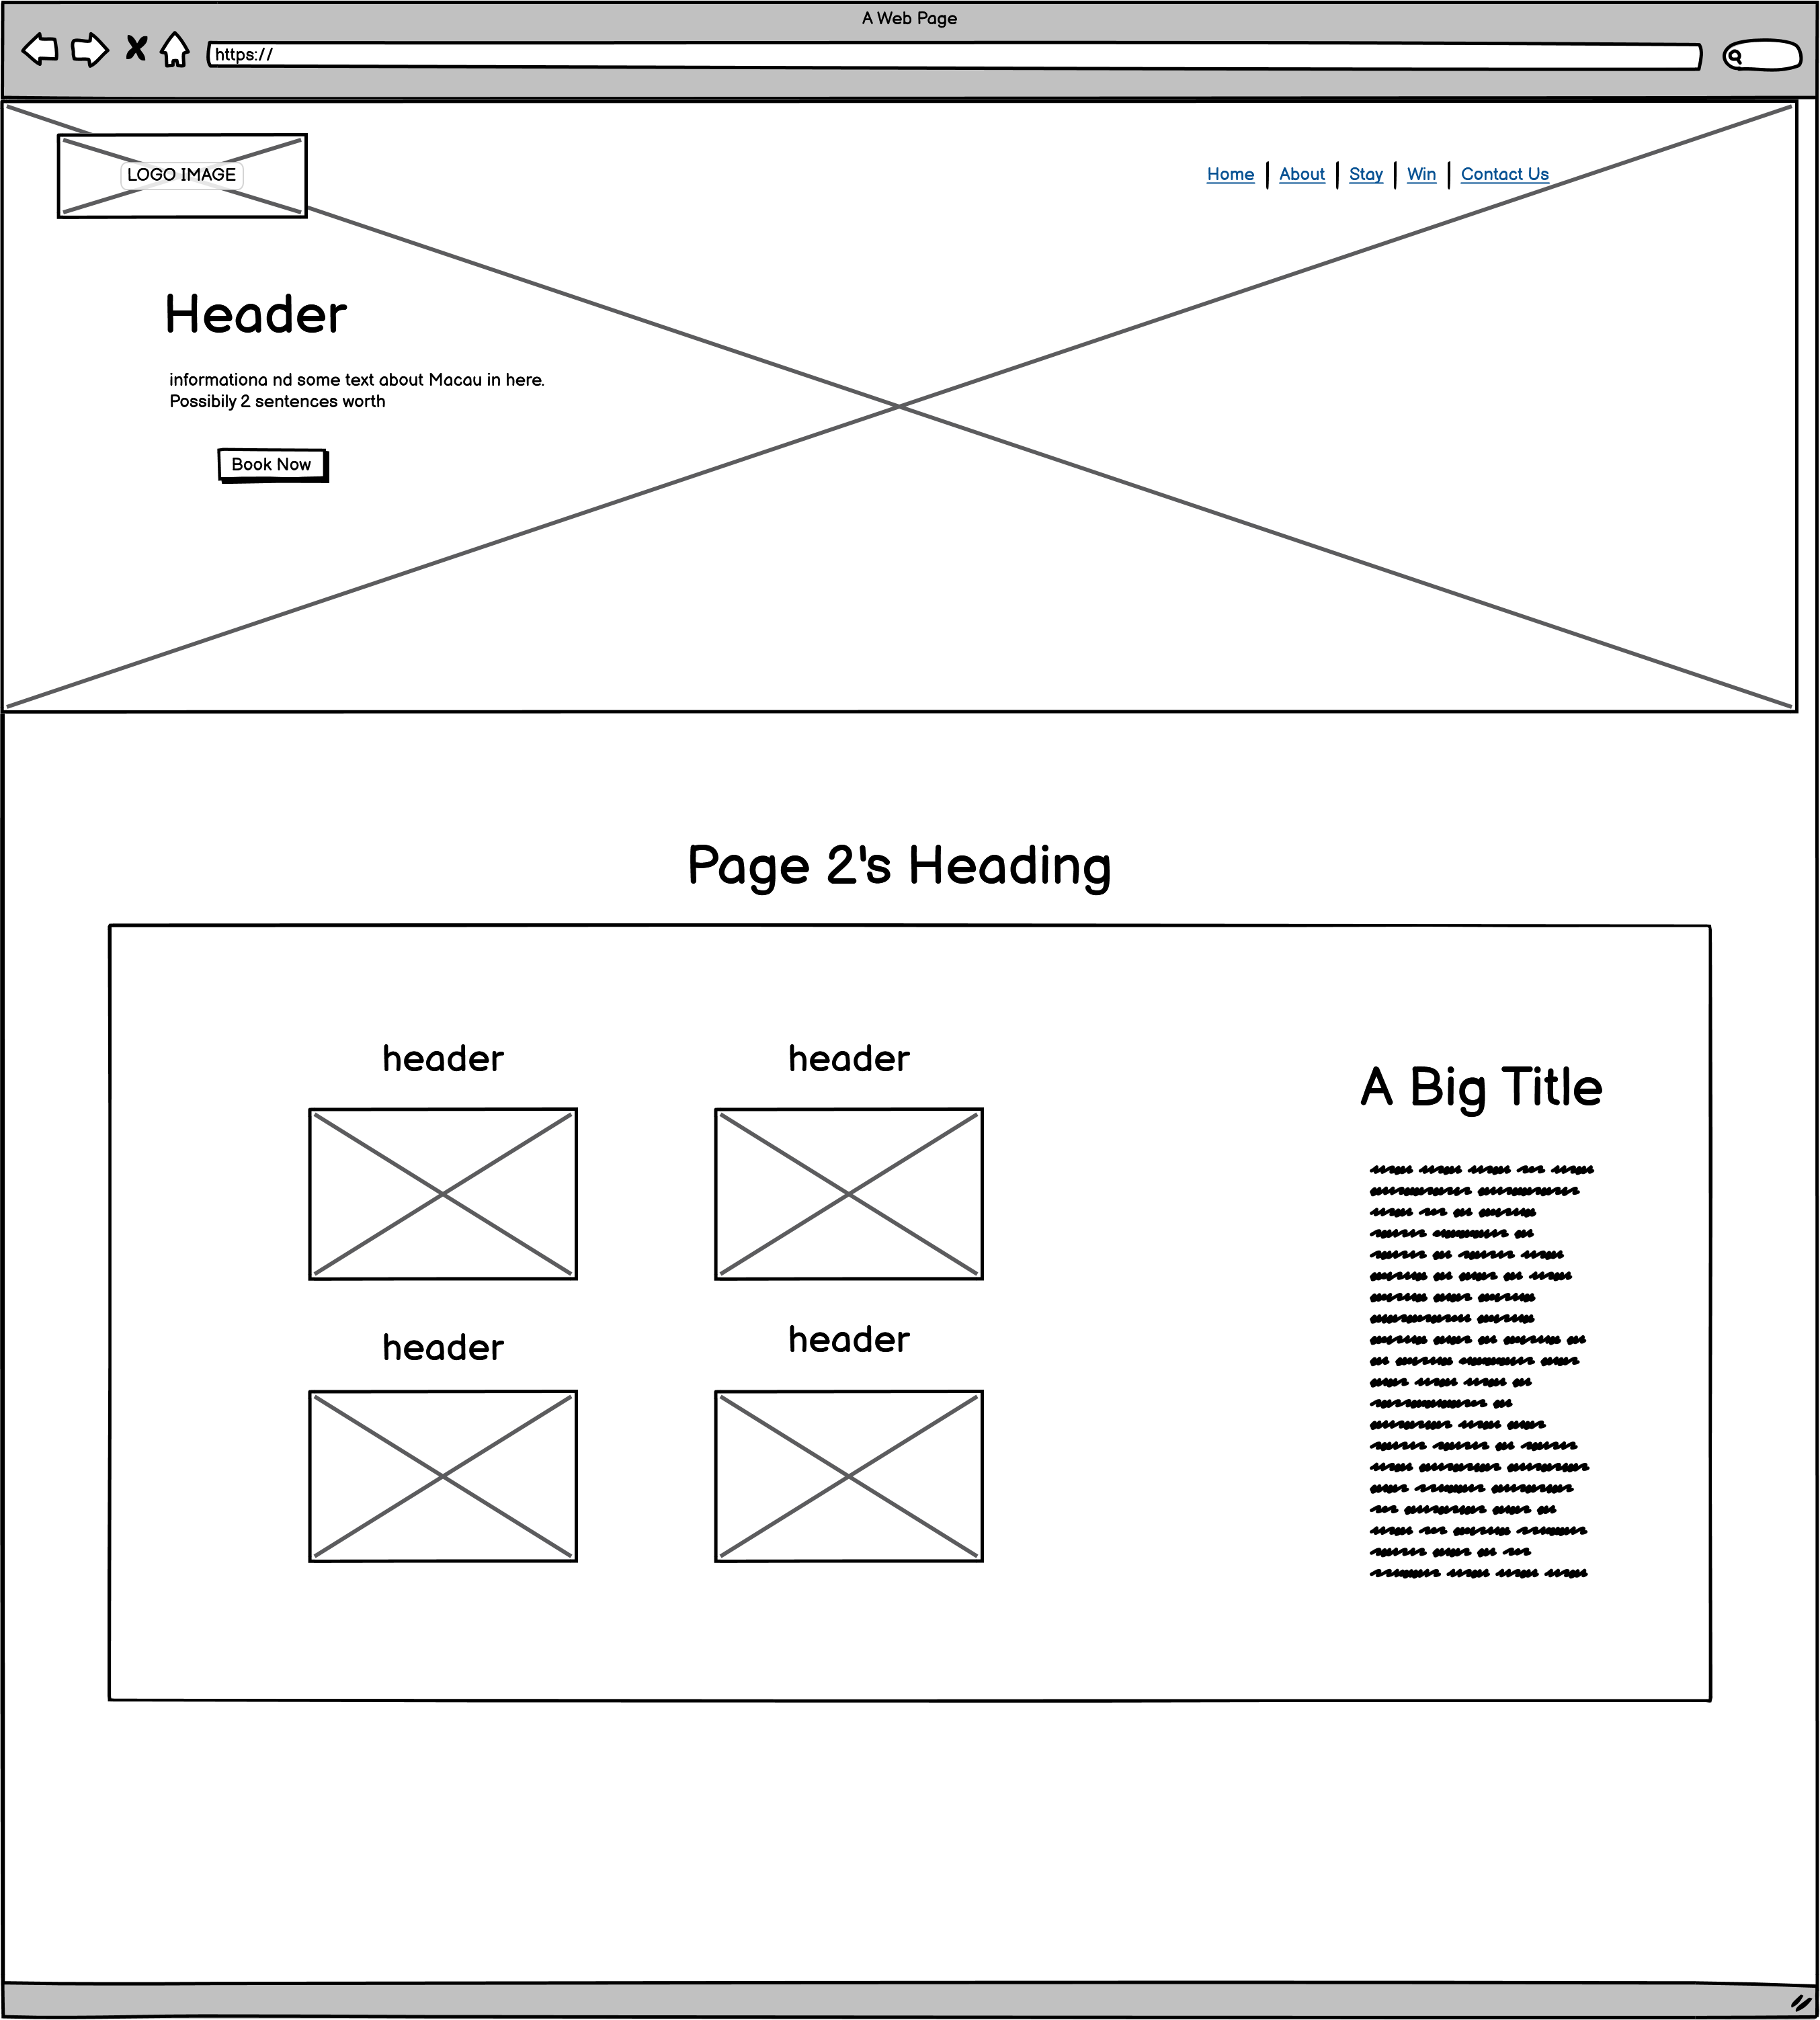 A Web Page
https://
LOGO IMAGE
Home | About | Stay | Win | Contact Us
Header
informationa nd some text about Macau in here.
Possibily 2 sentences worth
Book Now
Page 2's Heading
header
header
A Big Title
header
header